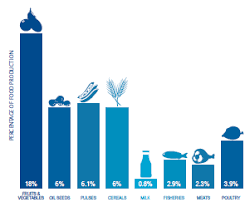 PERCENTAGE OF FOOD PRODUCTION
18% 6% 6.1% 6% 0.8% 2.9% 2.3% 3.9%
FRUITS & VEGETABLES OIL SEEDS PULSES CEREALS MILK FISHERIES MEATS POULTRY